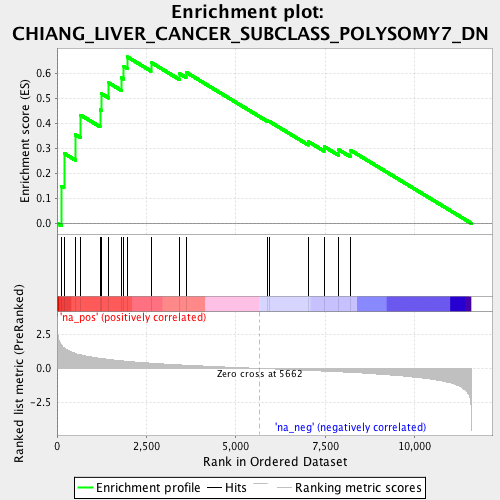 Enrichment plot:
CHIANG_LIVER_CANCER_SUBCLASS_POLYSOMY7_DN
Enrichment score (ES)
0.6
0.5
0.4
0.3
0.2
0.1
0.0
'na_pos' (positively correlated)
Ranked list metric (PreRanked)
2.5
0.0
-2.5
Zero cross at 5662
'na_neg' (negatively correlated)
0
2,500
5,000
7,500
10,000
Rank in Ordered Dataset
Enrichment profile
Hits
Ranking metric scores